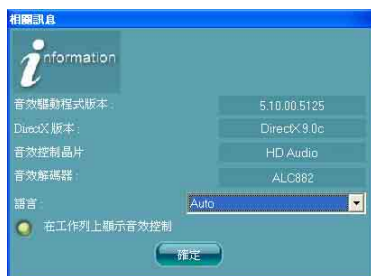 相關訊息
information
音效驅動程式版本 : 5.10.00.5125
DirectX 版本 : DirectX 9.0c
音效控制晶片 HD Audio
音效解碼器 : ALC882
語言 : Auto
在工作列上顯示音效控制
確定